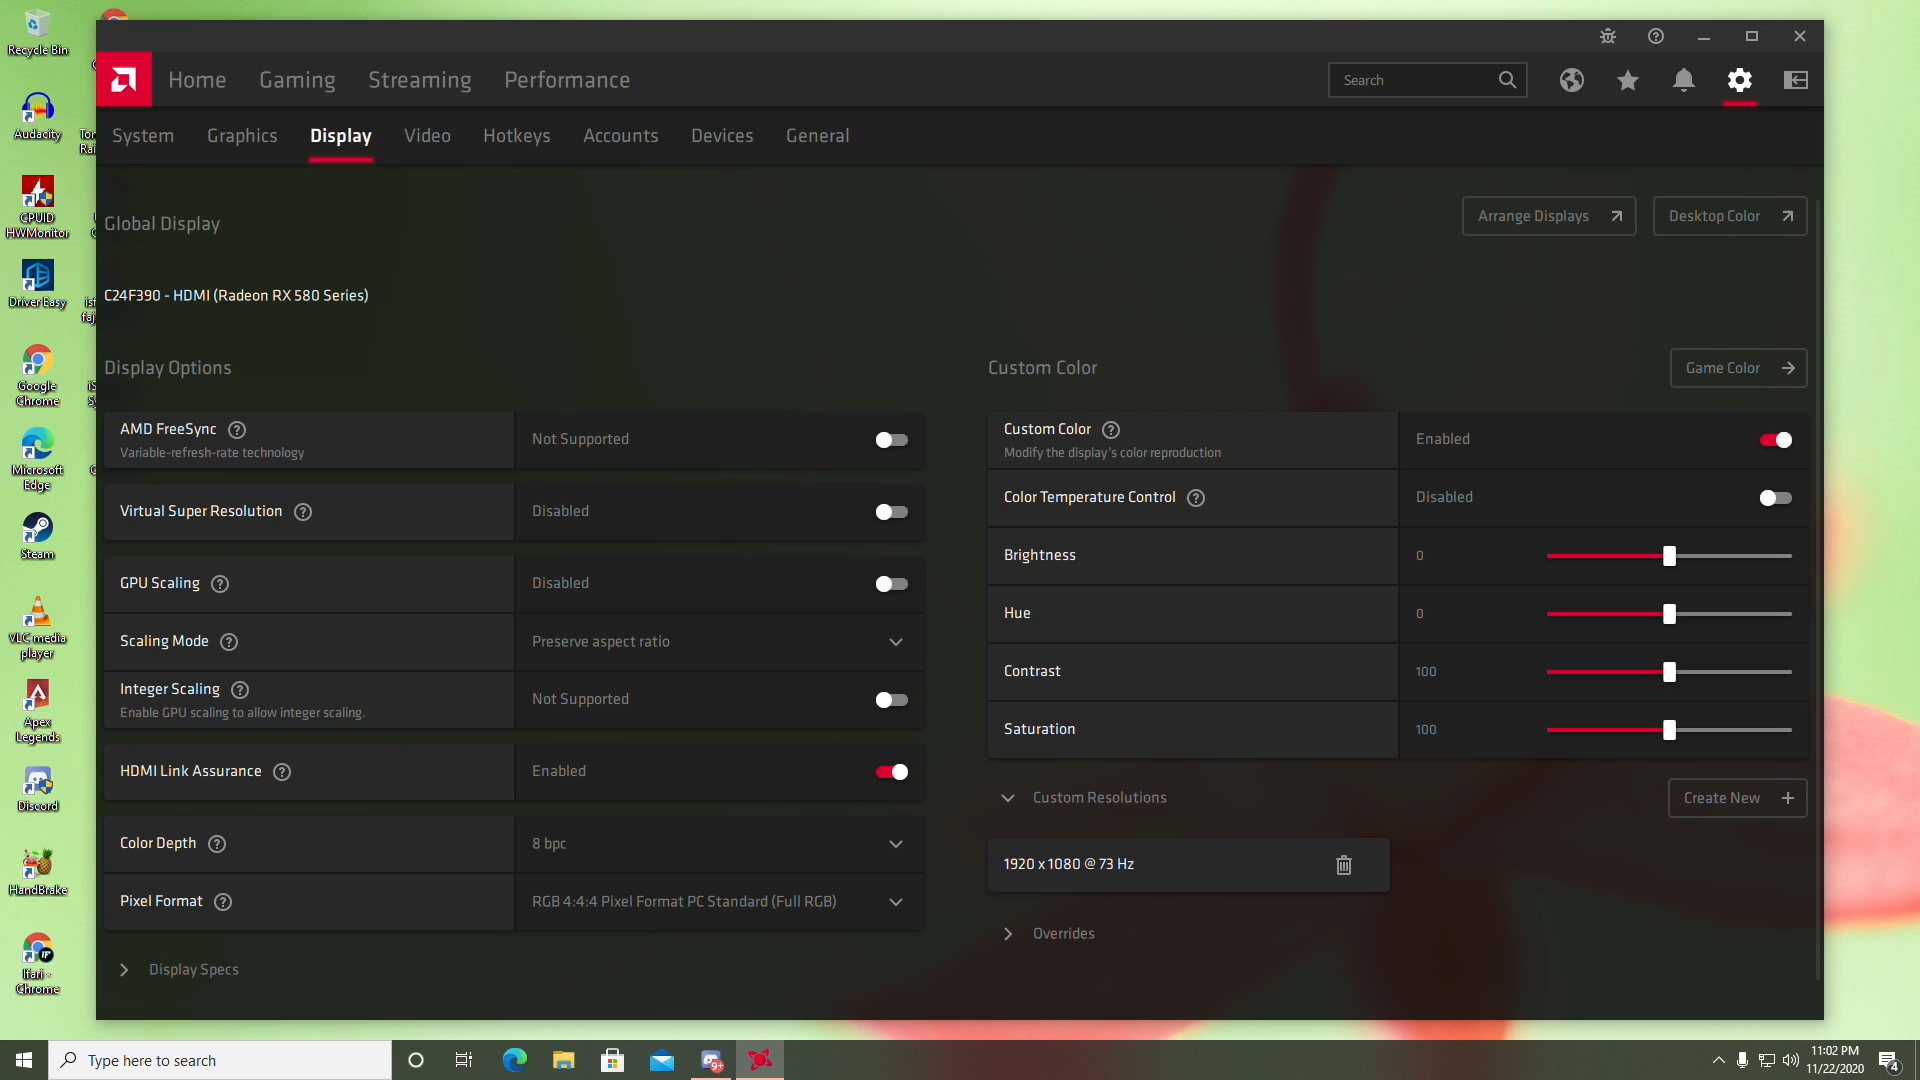 Recycle Bin
Audacity
CPUID
HWMonitor
Driver Easy
Google
Chrome
Microsoft
Edge
Steam
VLC media
player
Apex
Legends
Discord
HandBrake
Ifari -
Chrome
Home
Gaming
Streaming
Performance
Search
System
Graphics
Display
Video
Hotkeys
Accounts
Devices
General
Global Display
Arrange Displays
Desktop Color
C24F390 - HDMI (Radeon RX 580 Series)
Display Options
AMD FreeSync
Variable-refresh-rate technology
Not Supported
Virtual Super Resolution
Disabled
GPU Scaling
Disabled
Scaling Mode
Preserve aspect ratio
Integer Scaling
Enable GPU scaling to allow integer scaling.
Not Supported
HDMI Link Assurance
Enabled
Color Depth
8 bpc
Pixel Format
RGB 4:4:4 Pixel Format PC Standard (Full RGB)
Display Specs
Custom Color
Game Color
Custom Color
Modify the display's color reproduction
Enabled
Color Temperature Control
Disabled
Brightness
0
Hue
0
Contrast
100
Saturation
100
Custom Resolutions
Create New
1920 x 1080 @ 73 Hz
Overrides
Type here to search
9+
11:02 PM
11/22/2020
4